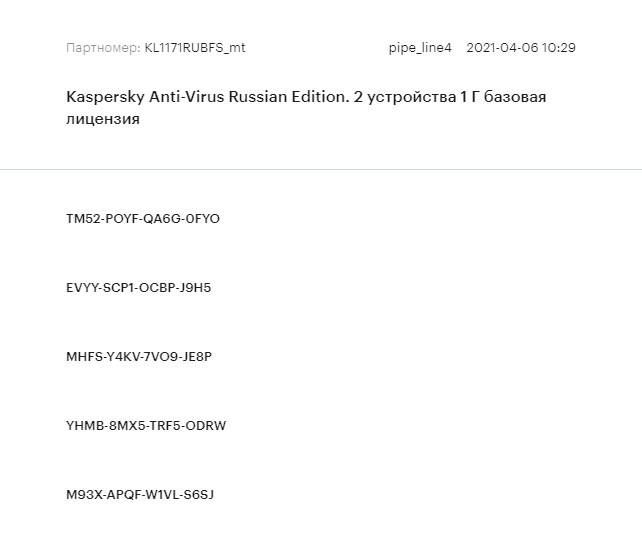 Партномер: KL1171RUBFS_mt pipe_line4 2021-04-06 10:29
Kaspersky Anti-Virus Russian Edition. 2 устройства 1 Г базовая
лицензия
TM52-POYF-QA6G-0FYO
EVYY-SCP1-OCBP-J9H5
MHFS-Y4KV-7VO9-JE8P
YHMB-8MX5-TRF5-ODRW
M93X-APQF-W1VL-S6SJ